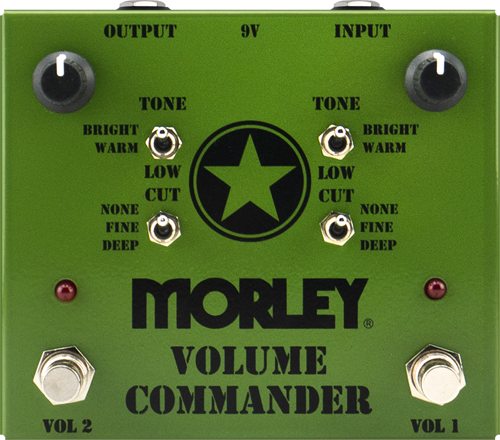 OUTPUT 9V INPUT
TONE TONE
BRIGHT BRIGHT
WARM WARM
LOW LOW
CUT CUT
NONE NONE
FINE FINE
DEEP DEEP
MORLEY®
VOLUME
COMMANDER
VOL 2 VOL 1